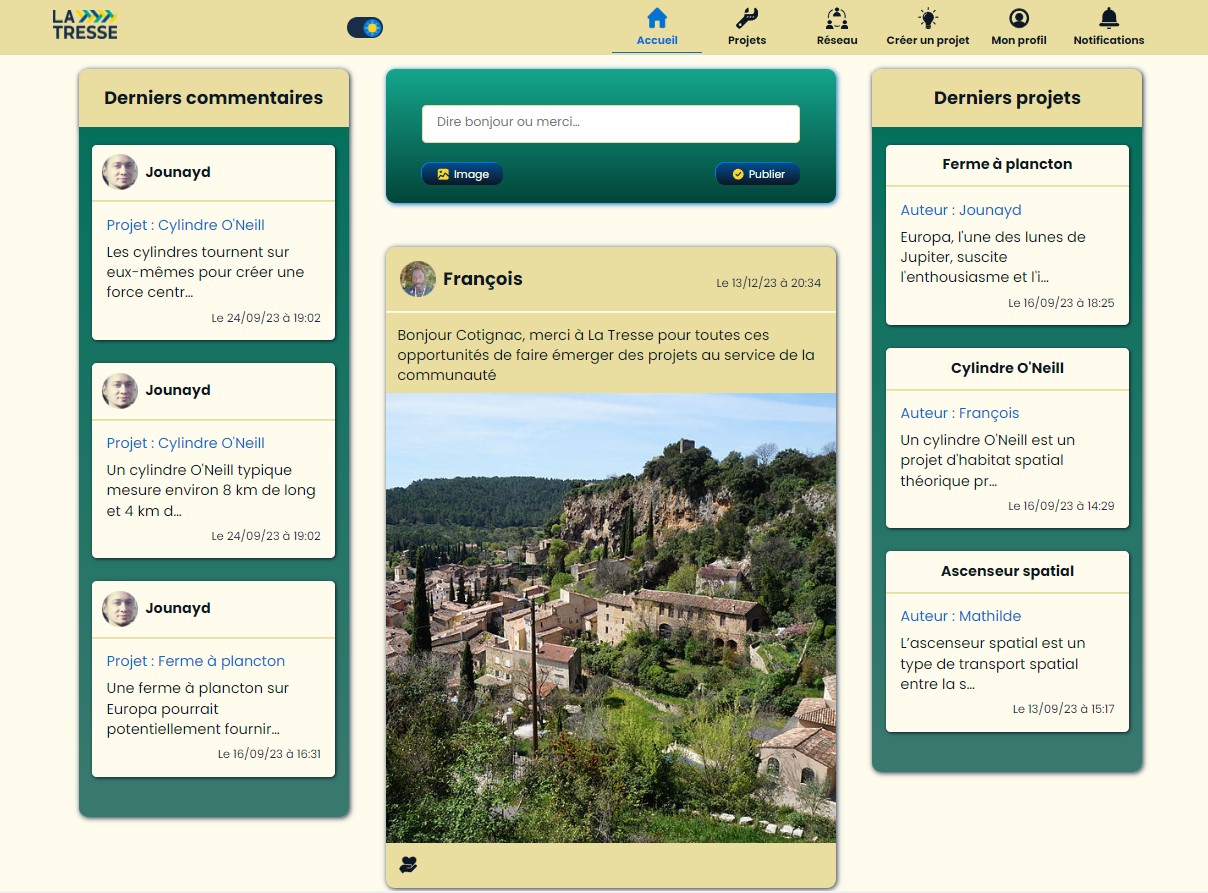 LA
TRESSE
Accueil
Projets
Réseau
Créer un projet
Mon profil
Notifications
Derniers commentaires
Jounayd
Projet : Cylindre O'Neill
Les cylindres tournent sur
eux-mêmes pour créer une
force centr...
Le 24/09/23 à 19:02
Jounayd
Projet : Cylindre O'Neill
Un cylindre O'Neill typique
mesure environ 8 km de long
et 4 km d...
Le 24/09/23 à 19:02
Jounayd
Projet : Ferme à plancton
Une ferme à plancton sur
Europa pourrait
potentiellement fournir...
Le 16/09/23 à 16:31
Dire bonjour ou merci...
Image
Publier
François
Le 13/12/23 à 20:34
Bonjour Cotignac, merci à La Tresse pour toutes ces
opportunités de faire émerger des projets au service de la
communauté
Derniers projets
Ferme à plancton
Auteur : Jounayd
Europa, l'une des lunes de
Jupiter, suscite
l'enthousiasme et l'i...
Le 16/09/23 à 18:25
Cylindre O'Neill
Auteur : François
Un cylindre O'Neill est un
projet d'habitat spatial
théorique pr...
Le 16/09/23 à 14:29
Ascenseur spatial
Auteur : Mathilde
L'ascenseur spatial est un
type de transport spatial
entre la s...
Le 13/09/23 à 15:17